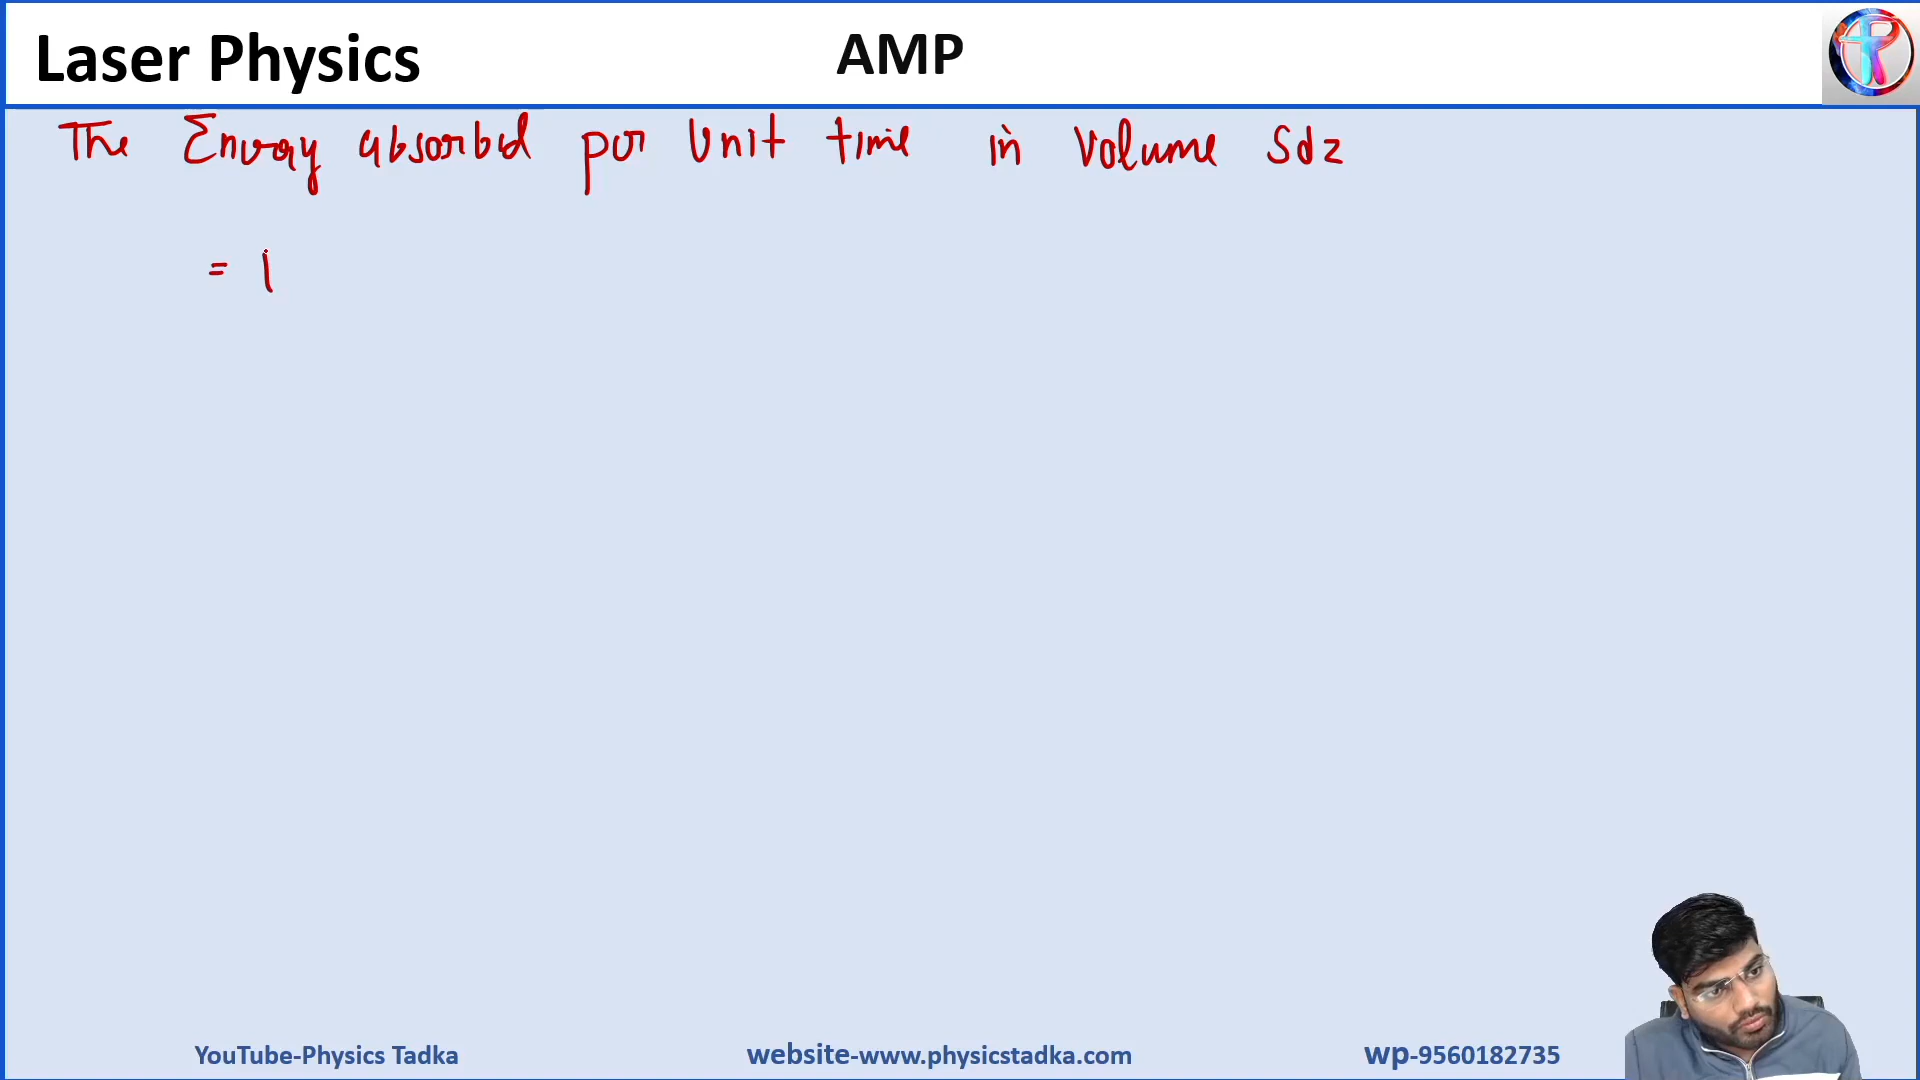 Laser Physics
AMP
The Energy absorbed per Unit time in Volume Sdz
=
YouTube-Physics Tadka
website-www.physicstadka.com
wp-9560182735